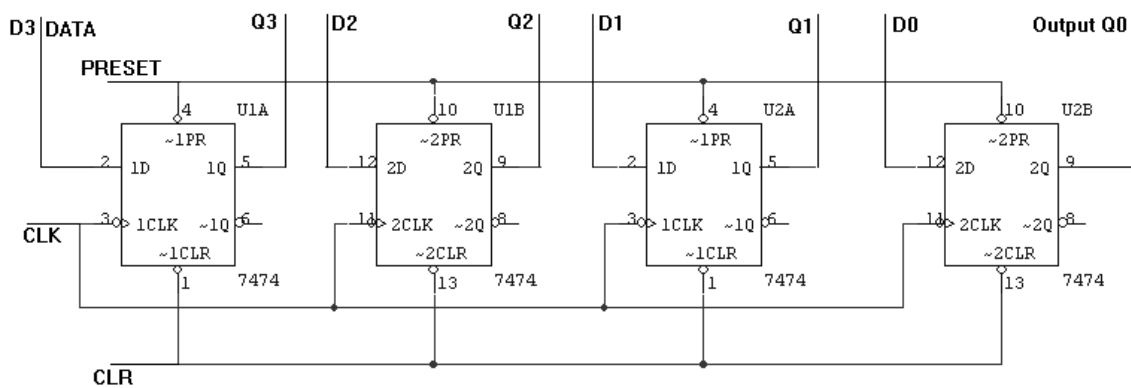 D3 DATA Q3 D2 Q2 D1 Q1 D0 Output Q0
PRESET
4 U1A 10 U1B 4 U2A 10 U2B
~1PR ~2PR ~1PR ~2PR
2 1D 1Q 5 12 2D 2Q 9 2 1D 1Q 5 12 2D 2Q 9
3 1CLK ~1Q 6 11 2CLK ~2Q 8 3 1CLK ~1Q 6 11 2CLK ~2Q 8
CLK
~1CLR ~2CLR ~1CLR ~2CLR
1 7474 13 7474 1 7474 13 7474
CLR